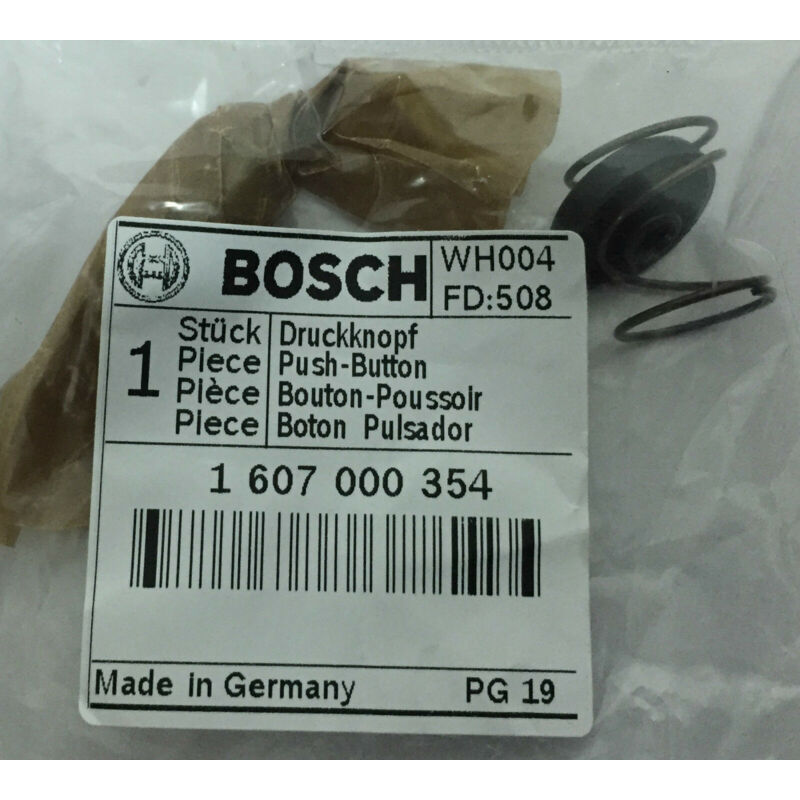 BOSCH
WH004
FD:508
1
Stück
Piece
Pièce
Piece
Druckknopf
Push-Button
Bouton-Poussoir
Boton Pulsador
1 607 000 354
Made in Germany
PG 19